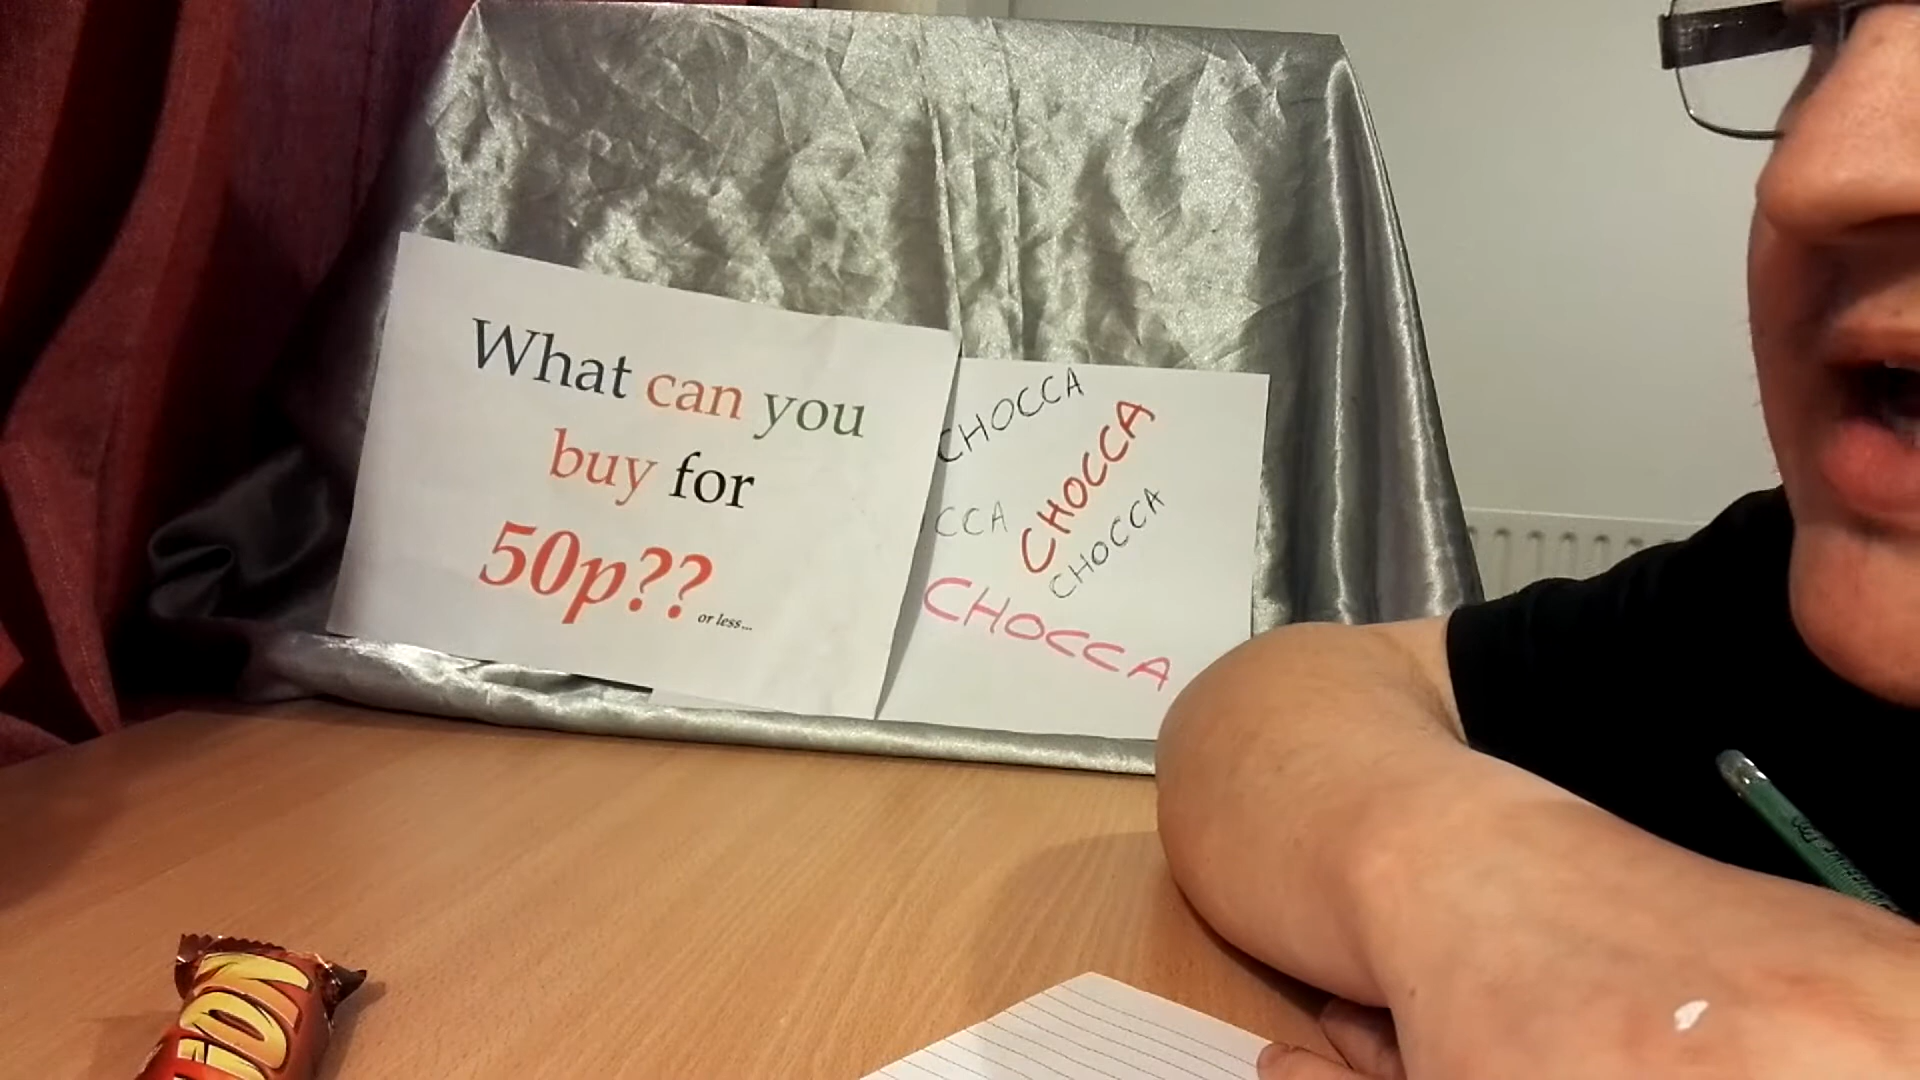 What can you
buy for
50p??
or less...
CHOCCA
CHOCCA
CCA
CHOCCA
CHOCCA